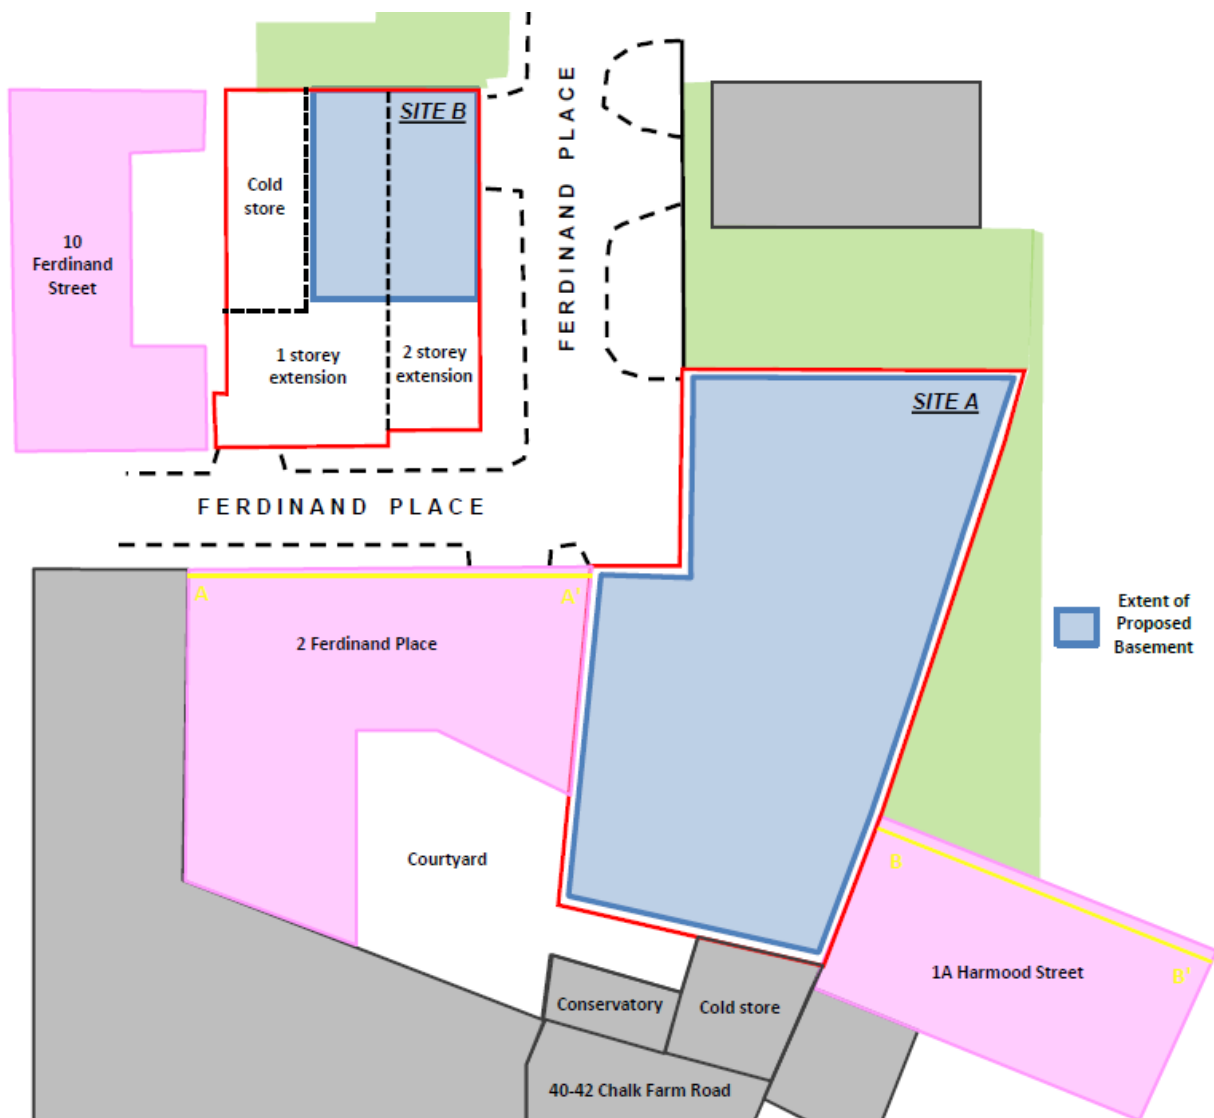 SITE B
FERDINAND PLACE
Cold
store
10
Ferdinand
Street
1 storey
extension
2 storey
extension
SITE A
FERDINAND PLACE
A
A'
Extent of
Proposed
Basement
2 Ferdinand Place
Courtyard
B
1A Harmood Street
B'
Conservatory
Cold store
40-42 Chalk Farm Road